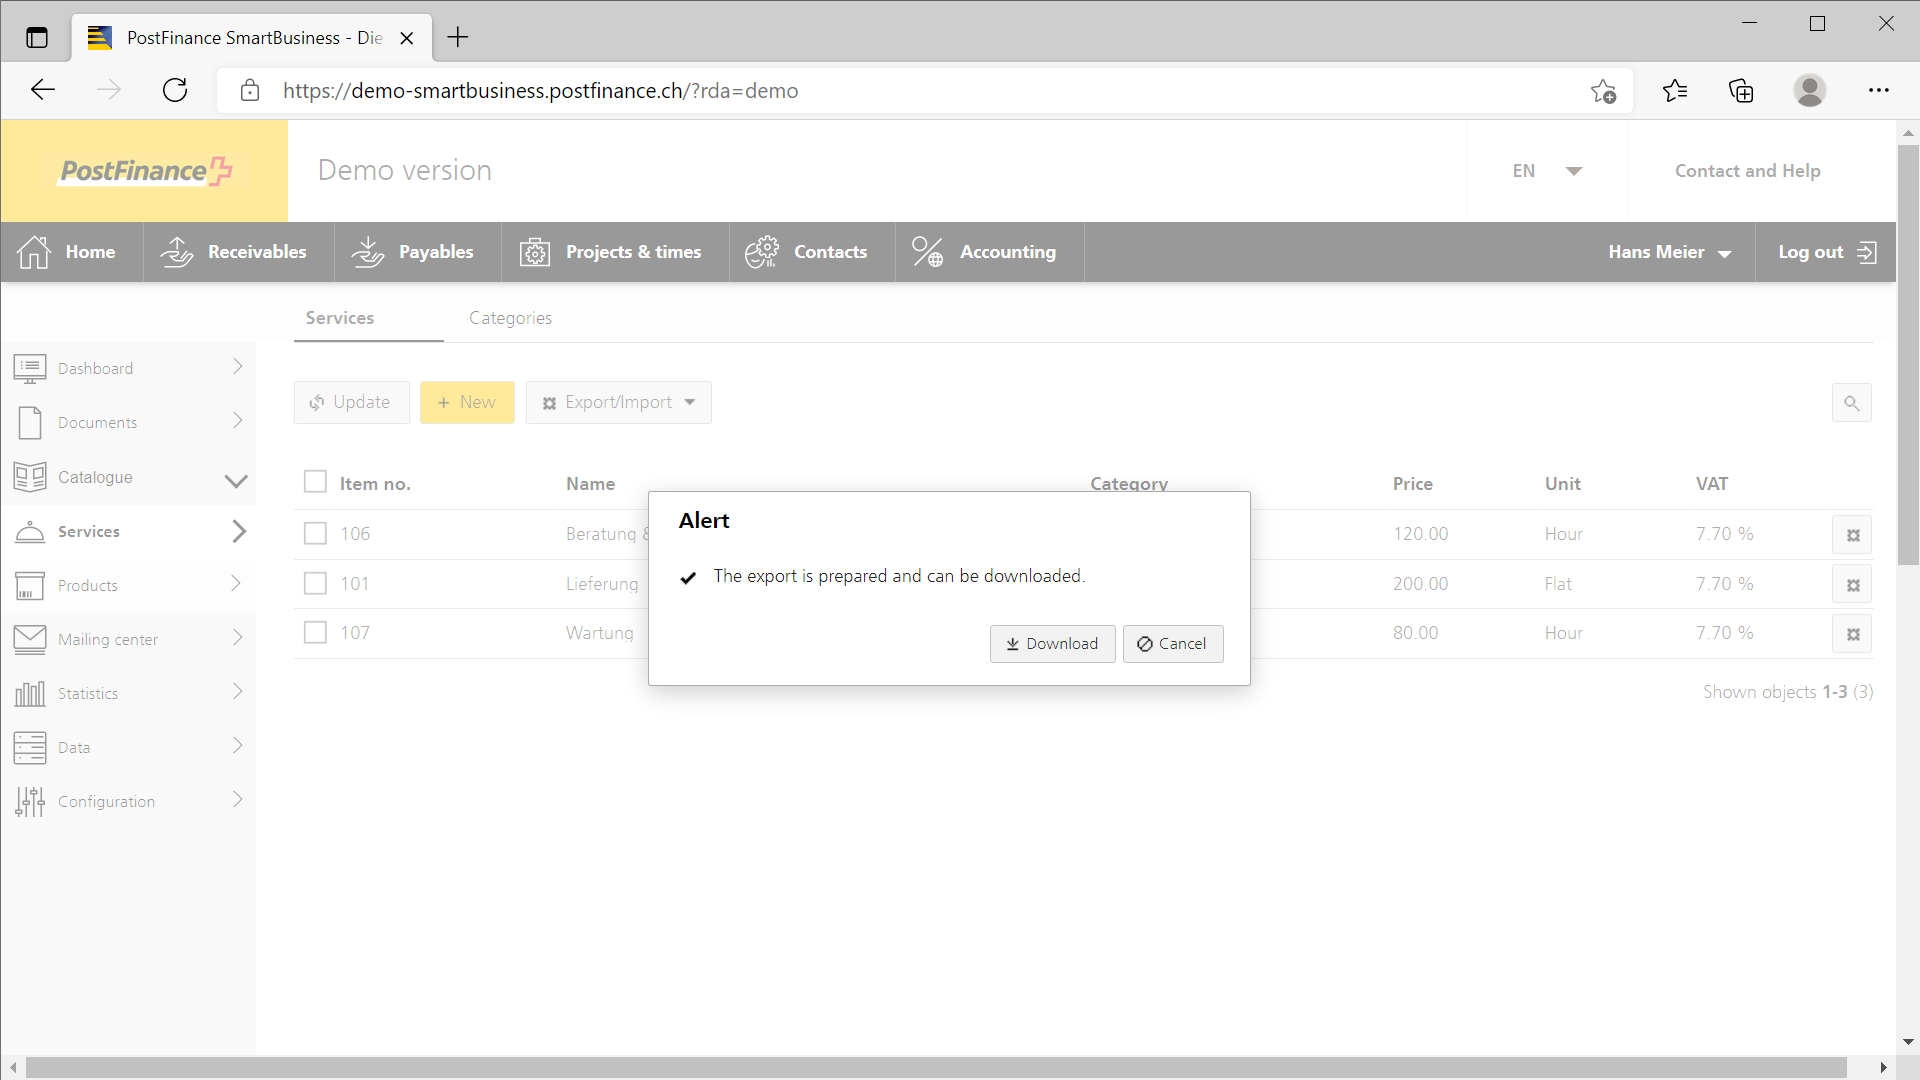 PostFinance SmartBusiness - Die
https://demo-smartbusiness.postfinance.ch/?rda=demo
PostFinance
Demo version
EN
Contact and Help
Home
Receivables
Payables
Projects & times
Contacts
Accounting
Hans Meier
Log out
Services
Categories
Dashboard
Documents
Catalogue
Services
Products
Mailing center
Statistics
Data
Configuration
Update
New
Export/Import
Item no. Name Category Price Unit VAT
106 Beratung & 120.00 Hour 7.70 %
101 Lieferung 200.00 Flat 7.70 %
107 Wartung 80.00 Hour 7.70 %
Shown objects 1-3 (3)
Alert
The export is prepared and can be downloaded.
Download
Cancel